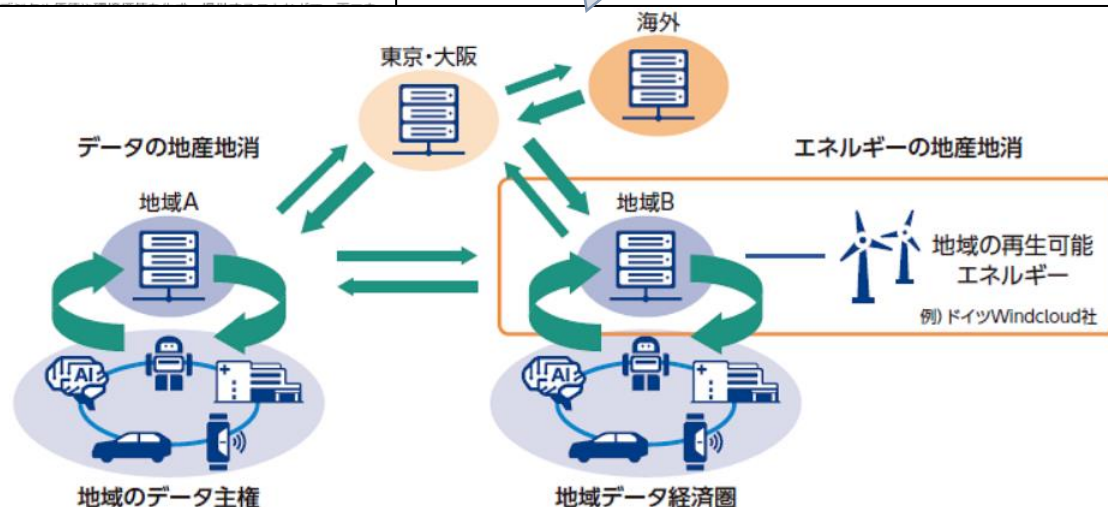 海外
東京・大阪
データの地産地消
エネルギーの地産地消
地域A
地域B
地域の再生可能
エネルギー
例）ドイツWindcloud社
AI
AI
地域のデータ主権
地域データ経済圏